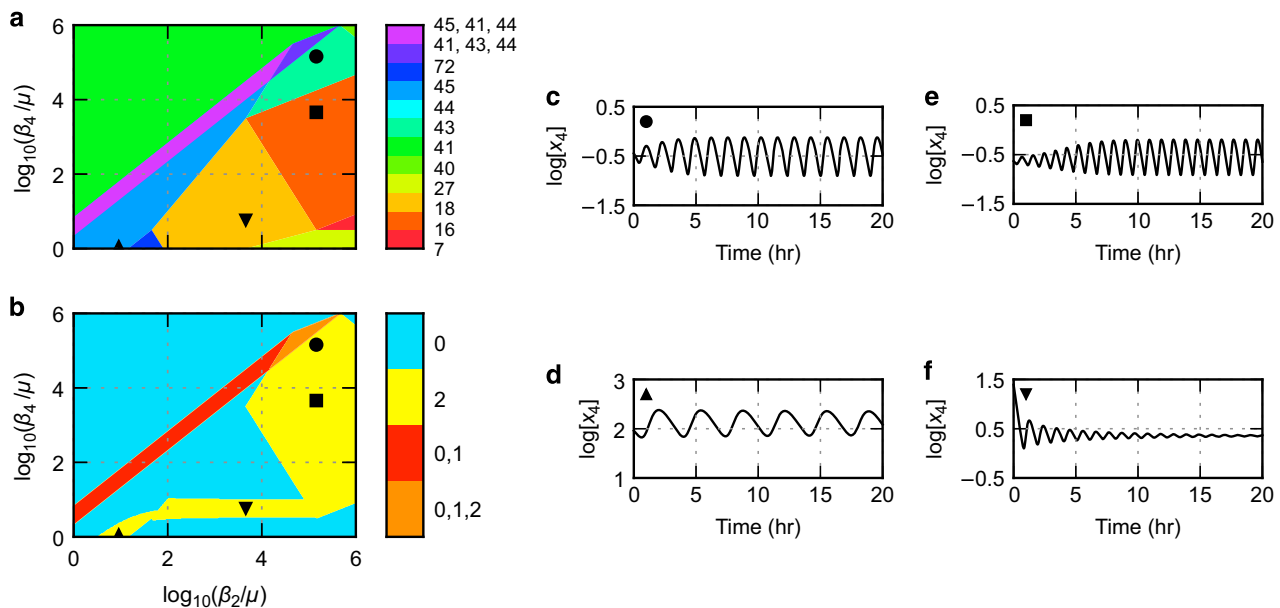 a
6
4
2
0
log10(β4/μ)
45, 41, 44
41, 43, 44
72
45
44
43
41
40
27
18
16
7
b
6
4
2
0
log10(β4/μ)
0 2 4 6
log10(β2/μ)
0
2
0,1
0,1,2
c
0.5
−0.5
−1.5
log[x4]
0 5 10 15 20
Time (hr)
d
3
2
1
log[x4]
0 5 10 15 20
Time (hr)
e
0.5
−0.5
−1.5
log[x4]
0 5 10 15 20
Time (hr)
f
1.5
0.5
−0.5
log[x4]
0 5 10 15 20
Time (hr)